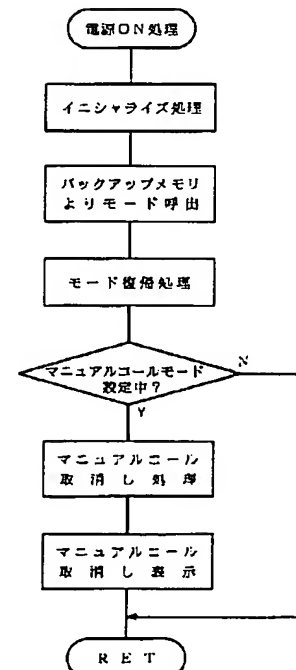 電源ON処理
イニシャライズ処理
バックアップメモリ
よりモード呼出
モード復帰処理
マニュアルコールモード
設定中?
N
Y
マニュアルコール
取消し処理
マニュアルコール
取消し表示
RET